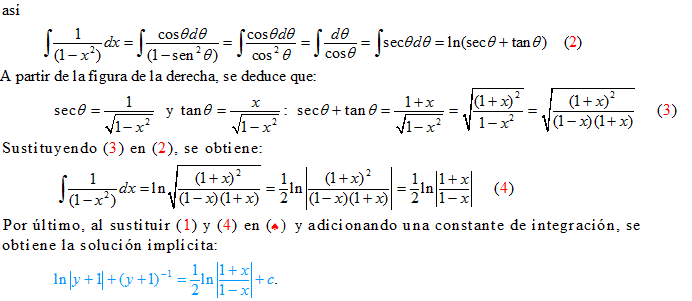 así
∫ 1/(1−x²) dx = ∫ cosθdθ/(1−sen²θ) = ∫ cosθdθ/cos²θ = ∫ dθ/cosθ = ∫ secθdθ = ln(secθ + tanθ) (2)
A partir de la figura de la derecha, se deduce que:
secθ = 1/√(1−x²) y tanθ = x/√(1−x²) : secθ + tanθ = (1+x)/√(1−x²) = √((1+x)²/(1−x²)) = √((1+x)²/((1−x)(1+x))) (3)
Sustituyendo (3) en (2), se obtiene:
∫ 1/(1−x²) dx = ln√((1+x)²/((1−x)(1+x))) = 1/2 ln|(1+x)²/((1−x)(1+x))| = 1/2 ln|(1+x)/(1−x)| (4)
Por último, al sustituir (1) y (4) en (♠) y adicionando una constante de integración, se
obtiene la solución implicita:
ln|y+1| + (y+1)⁻¹ = 1/2 ln|(1+x)/(1−x)| + c.